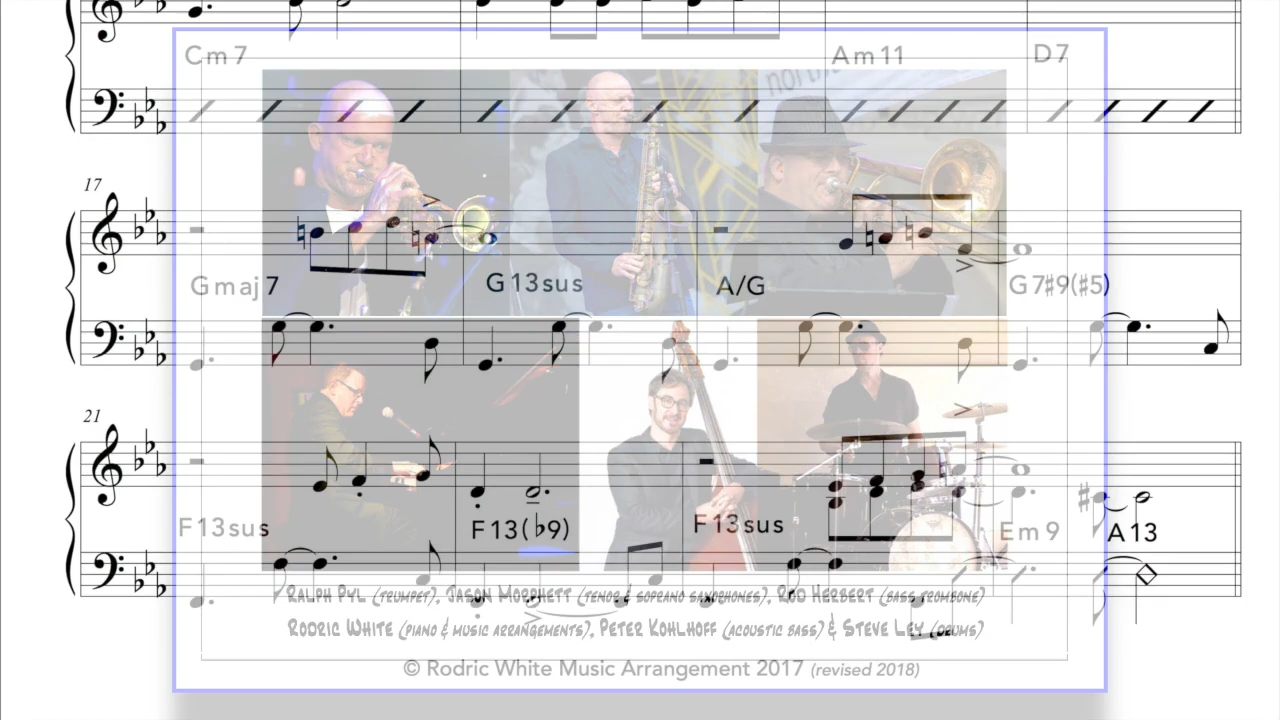 Cm7 Am11 D7
17
Gmaj7 G13sus A/G G7#9(#5)
21
F13sus F13(b9) F13sus Em9 A13
Ralph Pyl (trumpet), Jason Morphett (tenor & soprano saxophones), Rod Herbert (bass trombone)
Rodric White (piano & music arrangements), Peter Kohlhoff (acoustic bass) & Steve Ley (drums)
© Rodric White Music Arrangement 2017 (revised 2018)